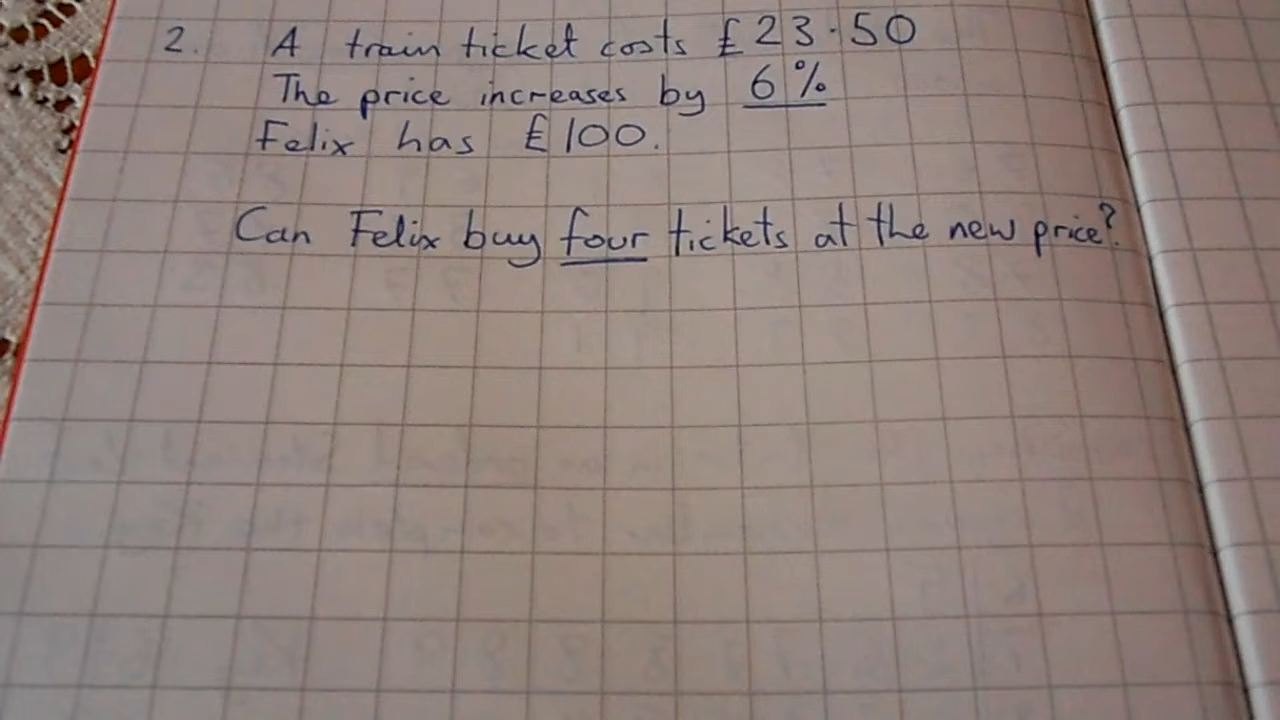 2. A train ticket costs £23·50
The price increases by 6%
Felix has £100.
Can Felix buy four tickets at the new price?